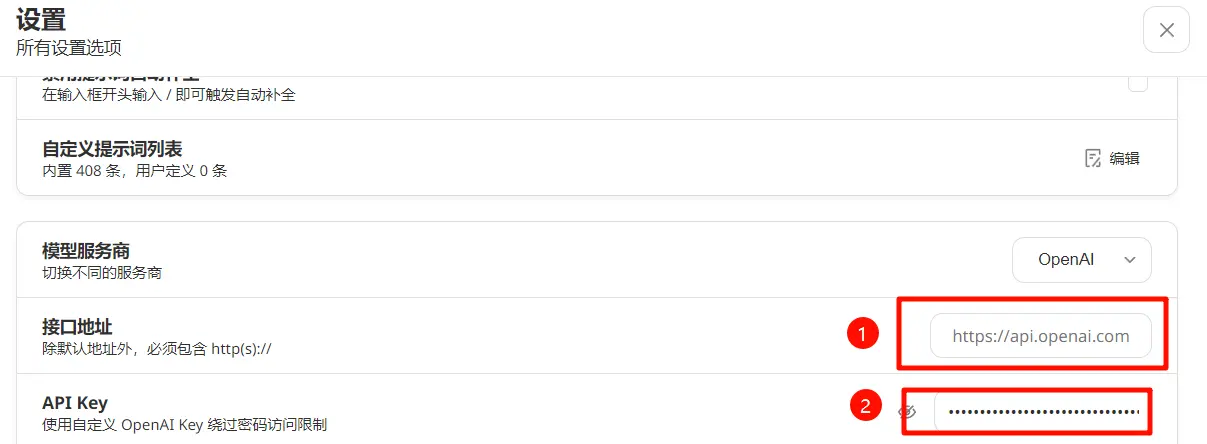 设置
所有设置选项
在输入框开头输入 / 即可触发自动补全
自定义提示词列表
内置 408 条，用户定义 0 条
编辑
模型服务商
切换不同的服务商
OpenAI
接口地址
除默认地址外，必须包含 http(s)://
1
https://api.openai.com
API Key
使用自定义 OpenAI Key 绕过密码访问限制
2